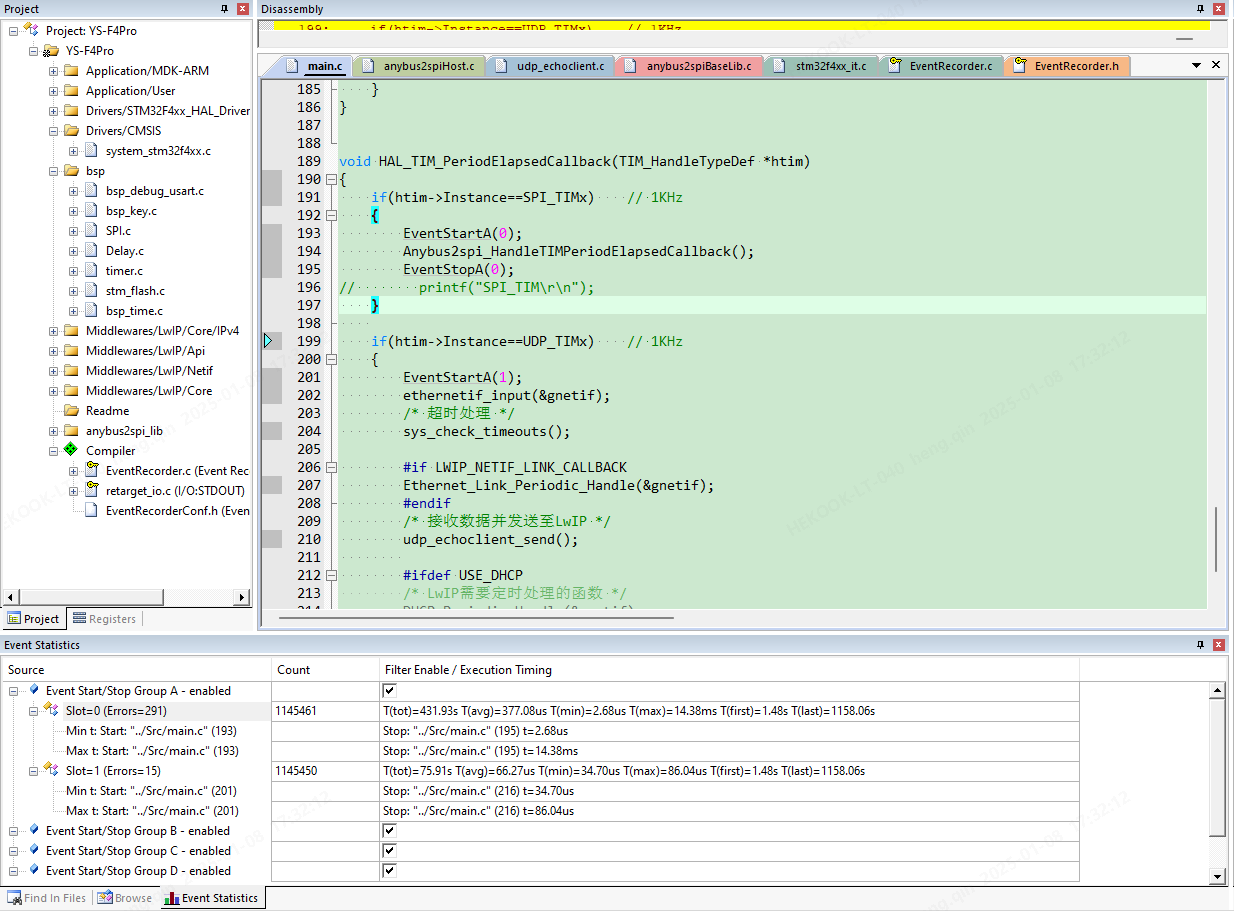 Project
Project: YS-F4Pro
YS-F4Pro
Application/MDK-ARM
Application/User
Drivers/STM32F4xx_HAL_Driver
Drivers/CMSIS
system_stm32f4xx.c
bsp
bsp_debug_usart.c
bsp_key.c
SPI.c
Delay.c
timer.c
stm_flash.c
bsp_time.c
Middlewares/LwIP/Core/IPv4
Middlewares/LwIP/Api
Middlewares/LwIP/Netif
Middlewares/LwIP/Core
Readme
anybus2spi_lib
Compiler
EventRecorder.c (Event Rec
retarget_io.c (I/O:STDOUT)
EventRecorderConf.h (Even
Project Registers
Disassembly
199: if(htim->Instance==UDP_TIMx) // 1KHz
main.c anybus2spiHost.c udp_echoclient.c anybus2spiBaseLib.c stm32f4xx_it.c EventRecorder.c EventRecorder.h
185 }
186 }
187
188
189 void HAL_TIM_PeriodElapsedCallback(TIM_HandleTypeDef *htim)
190 {
191 if(htim->Instance==SPI_TIMx) // 1KHz
192 {
193 EventStartA(0);
194 Anybus2spi_HandleTIMPeriodElapsedCallback();
195 EventStopA(0);
196 // printf("SPI_TIM\r\n");
197 }
198
199 if(htim->Instance==UDP_TIMx) // 1KHz
200 {
201 EventStartA(1);
202 ethernetif_input(&gnetif);
203 /* 超时处理 */
204 sys_check_timeouts();
205
206 #if LWIP_NETIF_LINK_CALLBACK
207 Ethernet_Link_Periodic_Handle(&gnetif);
208 #endif
209 /* 接收数据并发送至LwIP */
210 udp_echoclient_send();
211
212 #ifdef USE_DHCP
213 /* LwIP需要定时处理的函数 */
214 DHCP_Periodic_Handle(&gnetif)
Event Statistics
Source Count Filter Enable / Execution Timing
Event Start/Stop Group A - enabled
Slot=0 (Errors=291) 1145461 T(tot)=431.93s T(avg)=377.08us T(min)=2.68us T(max)=14.38ms T(first)=1.48s T(last)=1158.06s
Min t: Start: "../Src/main.c" (193) Stop: "../Src/main.c" (195) t=2.68us
Max t: Start: "../Src/main.c" (193) Stop: "../Src/main.c" (195) t=14.38ms
Slot=1 (Errors=15) 1145450 T(tot)=75.91s T(avg)=66.27us T(min)=34.70us T(max)=86.04us T(first)=1.48s T(last)=1158.06s
Min t: Start: "../Src/main.c" (201) Stop: "../Src/main.c" (216) t=34.70us
Max t: Start: "../Src/main.c" (201) Stop: "../Src/main.c" (216) t=86.04us
Event Start/Stop Group B - enabled
Event Start/Stop Group C - enabled
Event Start/Stop Group D - enabled
Find In Files Browse Event Statistics